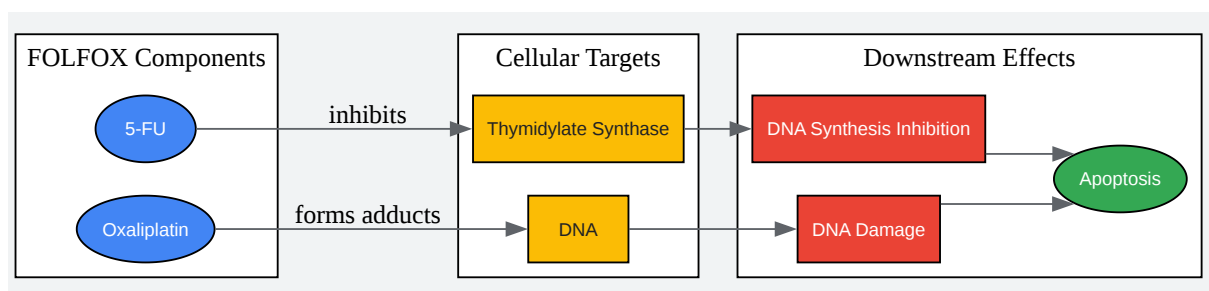 FOLFOX Components
Cellular Targets
Downstream Effects
5-FU
inhibits
Thymidylate Synthase
DNA Synthesis Inhibition
Apoptosis
Oxaliplatin
forms adducts
DNA
DNA Damage